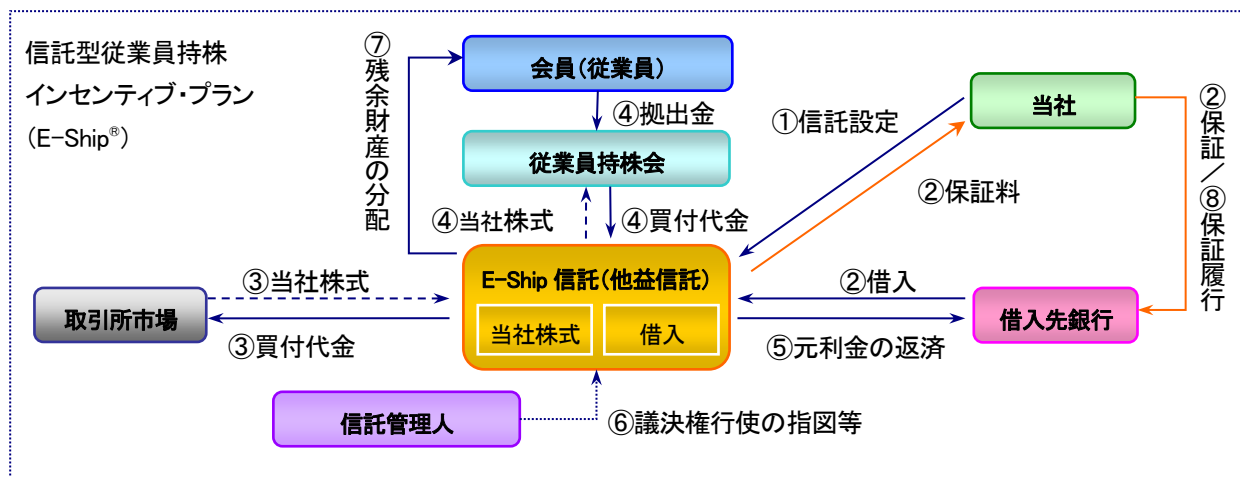 信託型従業員持株
インセンティブ・プラン
(E-Ship®)
⑦残余財産の分配
会員(従業員)
④拠出金
従業員持株会
④当社株式
④買付代金
①信託設定
②保証料
当社
②保証/⑧保証履行
E-Ship 信託(他益信託)
当社株式
借入
③当社株式
取引所市場
③買付代金
②借入
借入先銀行
⑤元利金の返済
信託管理人
⑥議決権行使の指図等